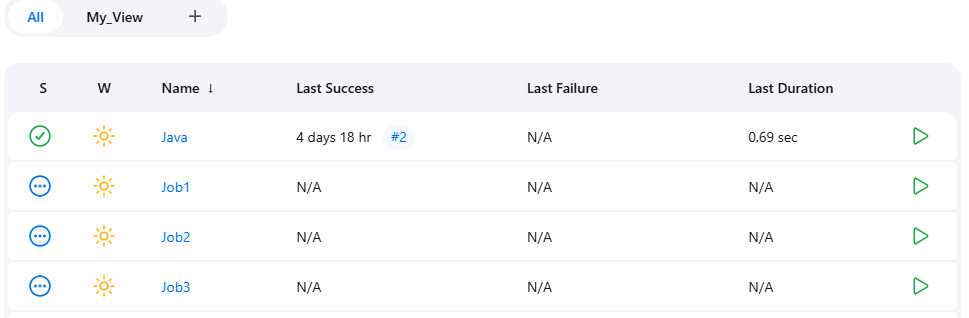 All My_View +
S W Name ↓ Last Success Last Failure Last Duration
Java 4 days 18 hr #2 N/A 0.69 sec
Job1 N/A N/A N/A
Job2 N/A N/A N/A
Job3 N/A N/A N/A